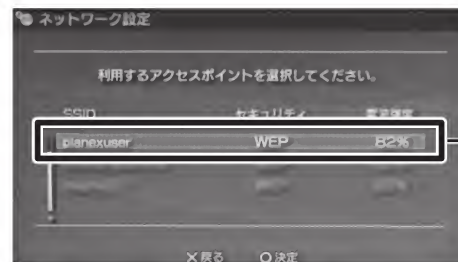 ネットワーク設定
利用するアクセスポイントを選択してください。
SSID セキュリティ 電波強度
planexuser WEP 82%
×戻る ○決定